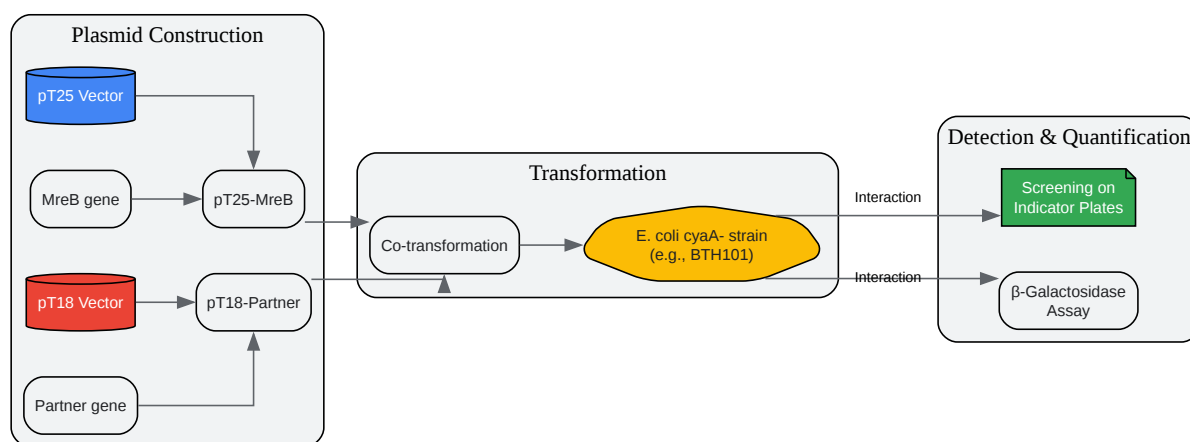 Plasmid Construction
pT25 Vector
MreB gene
pT25-MreB
pT18 Vector
pT18-Partner
Partner gene
Transformation
Co-transformation
E. coli cyaA- strain
(e.g., BTH101)
Interaction
Interaction
Detection & Quantification
Screening on
Indicator Plates
β-Galactosidase
Assay